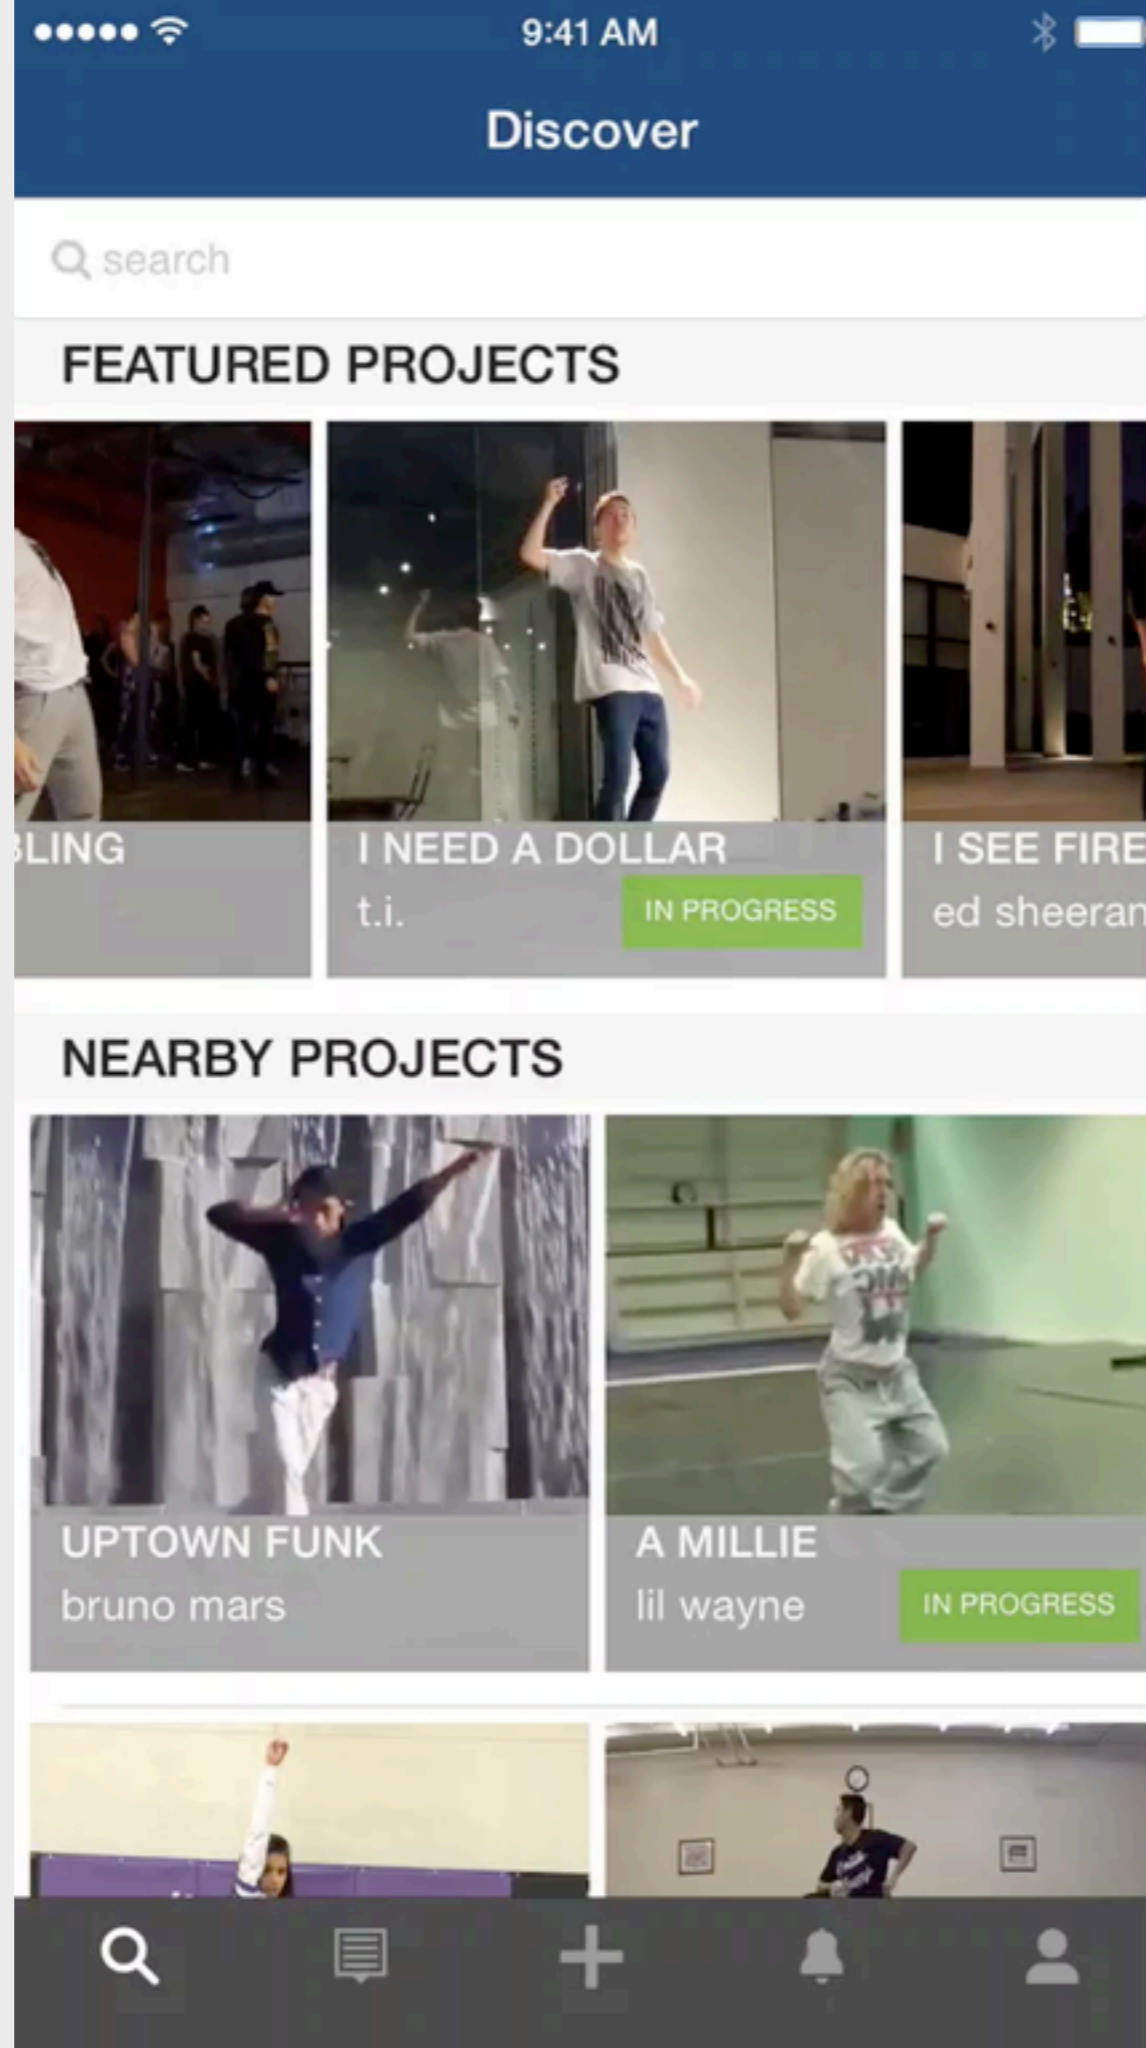 9:41 AM
Discover
search
FEATURED PROJECTS
BLING
I NEED A DOLLAR
t.i.
IN PROGRESS
I SEE FIRE
ed sheeran
NEARBY PROJECTS
UPTOWN FUNK
bruno mars
A MILLIE
lil wayne
IN PROGRESS